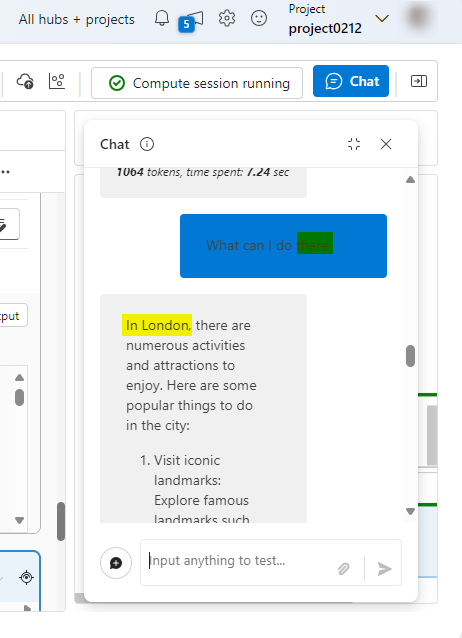 Project
All hubs + projects
5
project0212
Compute session running
Chat
Chat
1064 tokens, time spent: 7.24 sec
What can I do there
put
In London, there are
numerous activities
and attractions to
enjoy. Here are some
popular things to do
in the city:
1. Visit iconic
landmarks:
Explore famous
landmarks such
Input anything to test...